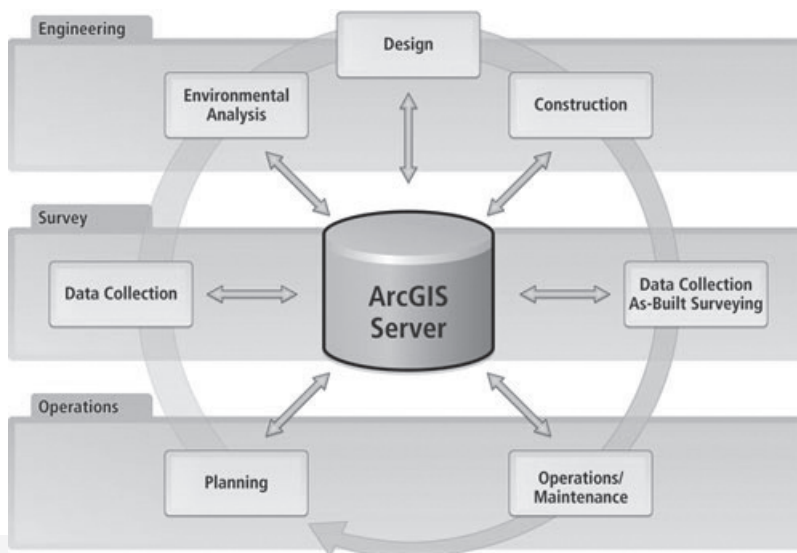 Engineering
Design
Environmental
Analysis
Construction
Survey
Data Collection
ArcGIS
Server
Data Collection
As-Built Surveying
Operations
Planning
Operations/
Maintenance